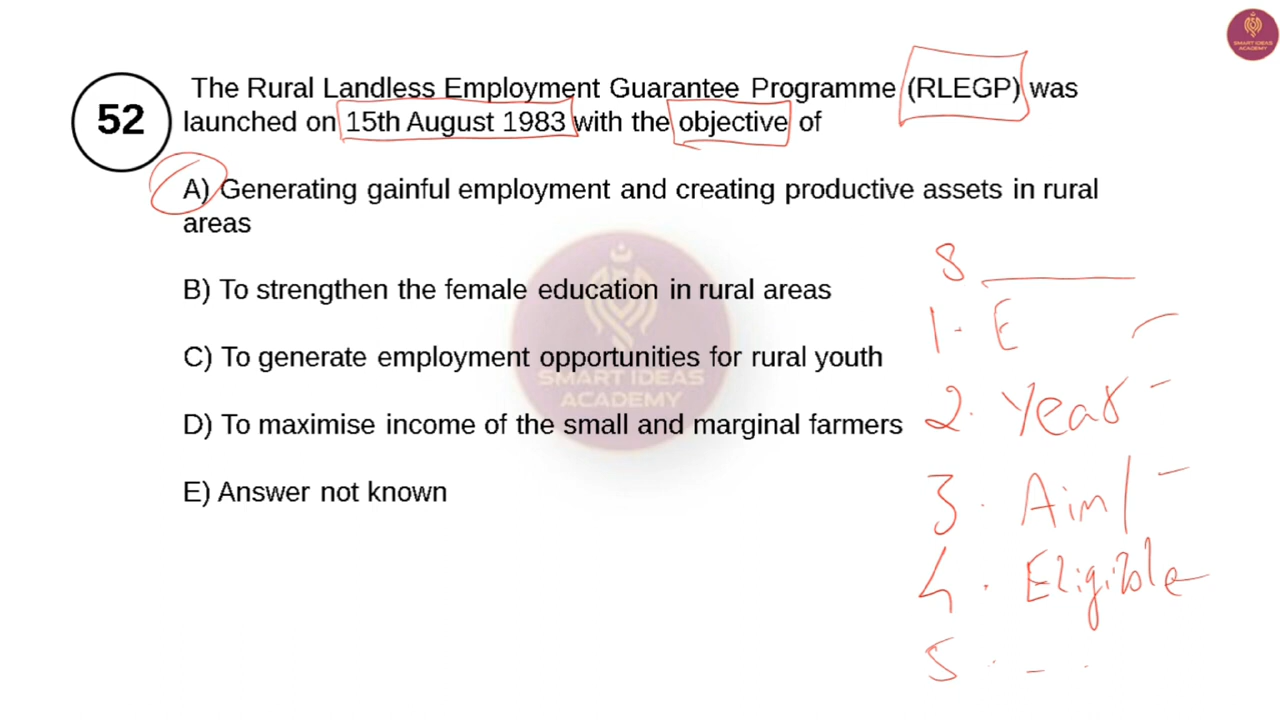 SMART IDEAS
ACADEMY
52
The Rural Landless Employment Guarantee Programme (RLEGP) was
launched on 15th August 1983 with the objective of
A) Generating gainful employment and creating productive assets in rural
areas
B) To strengthen the female education in rural areas
C) To generate employment opportunities for rural youth
D) To maximise income of the small and marginal farmers
E) Answer not known
SMART IDEAS
ACADEMY
S
1. E
2. Year -
3. Aim/ -
4. Eligible
5. - .